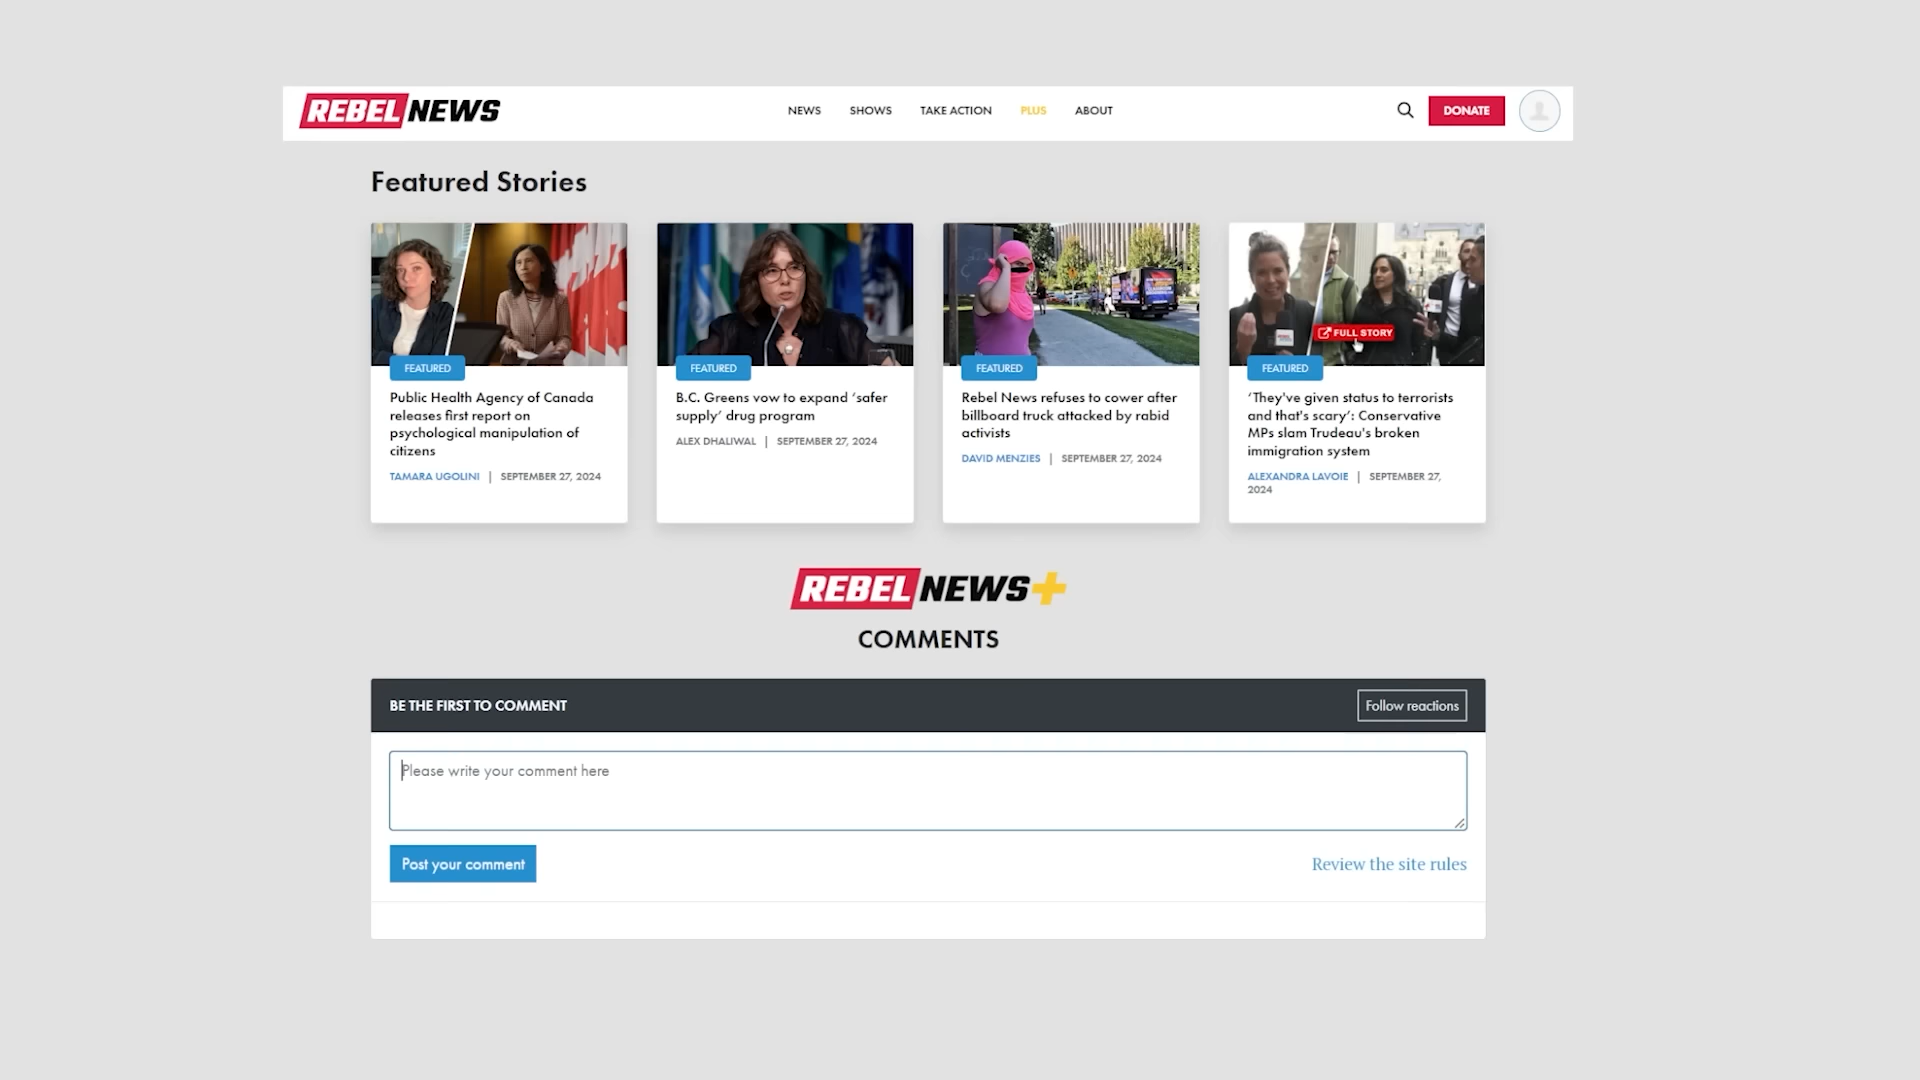 REBEL NEWS
NEWS
SHOWS
TAKE ACTION
PLUS
ABOUT
DONATE
Featured Stories
FEATURED
Public Health Agency of Canada
releases first report on
psychological manipulation of
citizens
TAMARA UGOLINI | SEPTEMBER 27, 2024
FEATURED
B.C. Greens vow to expand ‘safer
supply’ drug program
ALEX DHALIWAL | SEPTEMBER 27, 2024
FEATURED
Rebel News refuses to cower after
billboard truck attacked by rabid
activists
DAVID MENZIES | SEPTEMBER 27, 2024
FULL STORY
FEATURED
‘They've given status to terrorists
and that's scary’: Conservative
MPs slam Trudeau's broken
immigration system
ALEXANDRA LAVOIE | SEPTEMBER 27,
2024
REBEL NEWS+
COMMENTS
BE THE FIRST TO COMMENT
Follow reactions
Please write your comment here
Post your comment
Review the site rules